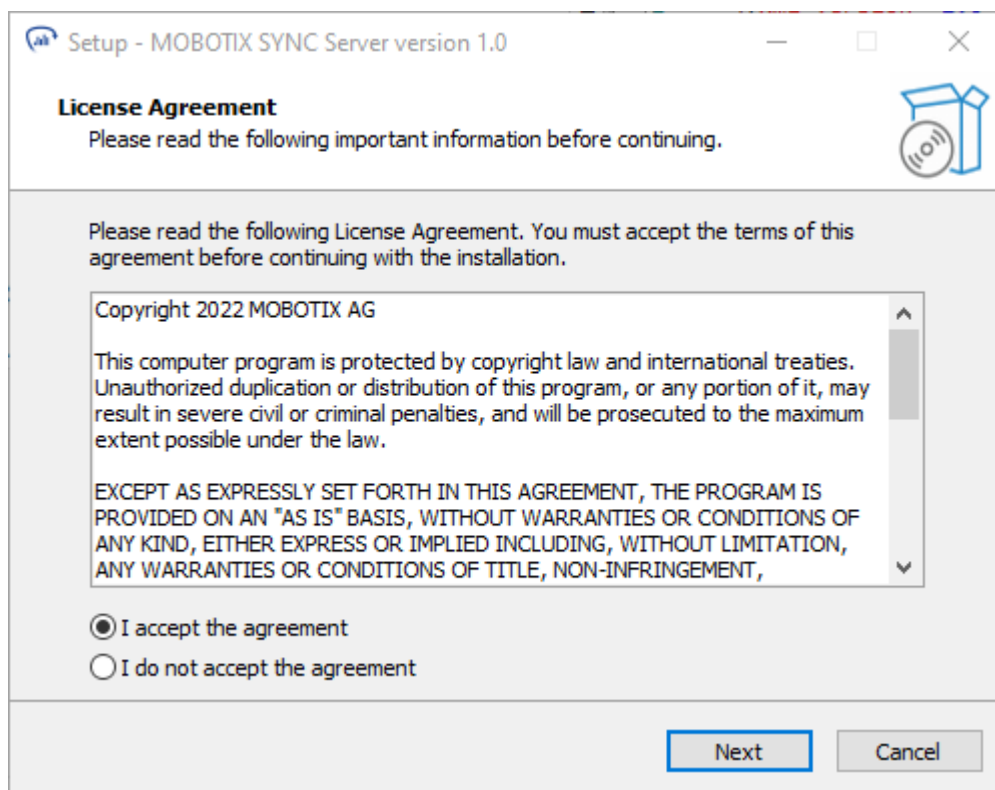 Setup - MOBOTIX SYNC Server version 1.0
License Agreement
Please read the following important information before continuing.
Please read the following License Agreement. You must accept the terms of this
agreement before continuing with the installation.
Copyright 2022 MOBOTIX AG
This computer program is protected by copyright law and international treaties.
Unauthorized duplication or distribution of this program, or any portion of it, may
result in severe civil or criminal penalties, and will be prosecuted to the maximum
extent possible under the law.
EXCEPT AS EXPRESSLY SET FORTH IN THIS AGREEMENT, THE PROGRAM IS
PROVIDED ON AN "AS IS" BASIS, WITHOUT WARRANTIES OR CONDITIONS OF
ANY KIND, EITHER EXPRESS OR IMPLIED INCLUDING, WITHOUT LIMITATION,
ANY WARRANTIES OR CONDITIONS OF TITLE, NON-INFRINGEMENT,
I accept the agreement
I do not accept the agreement
Next Cancel